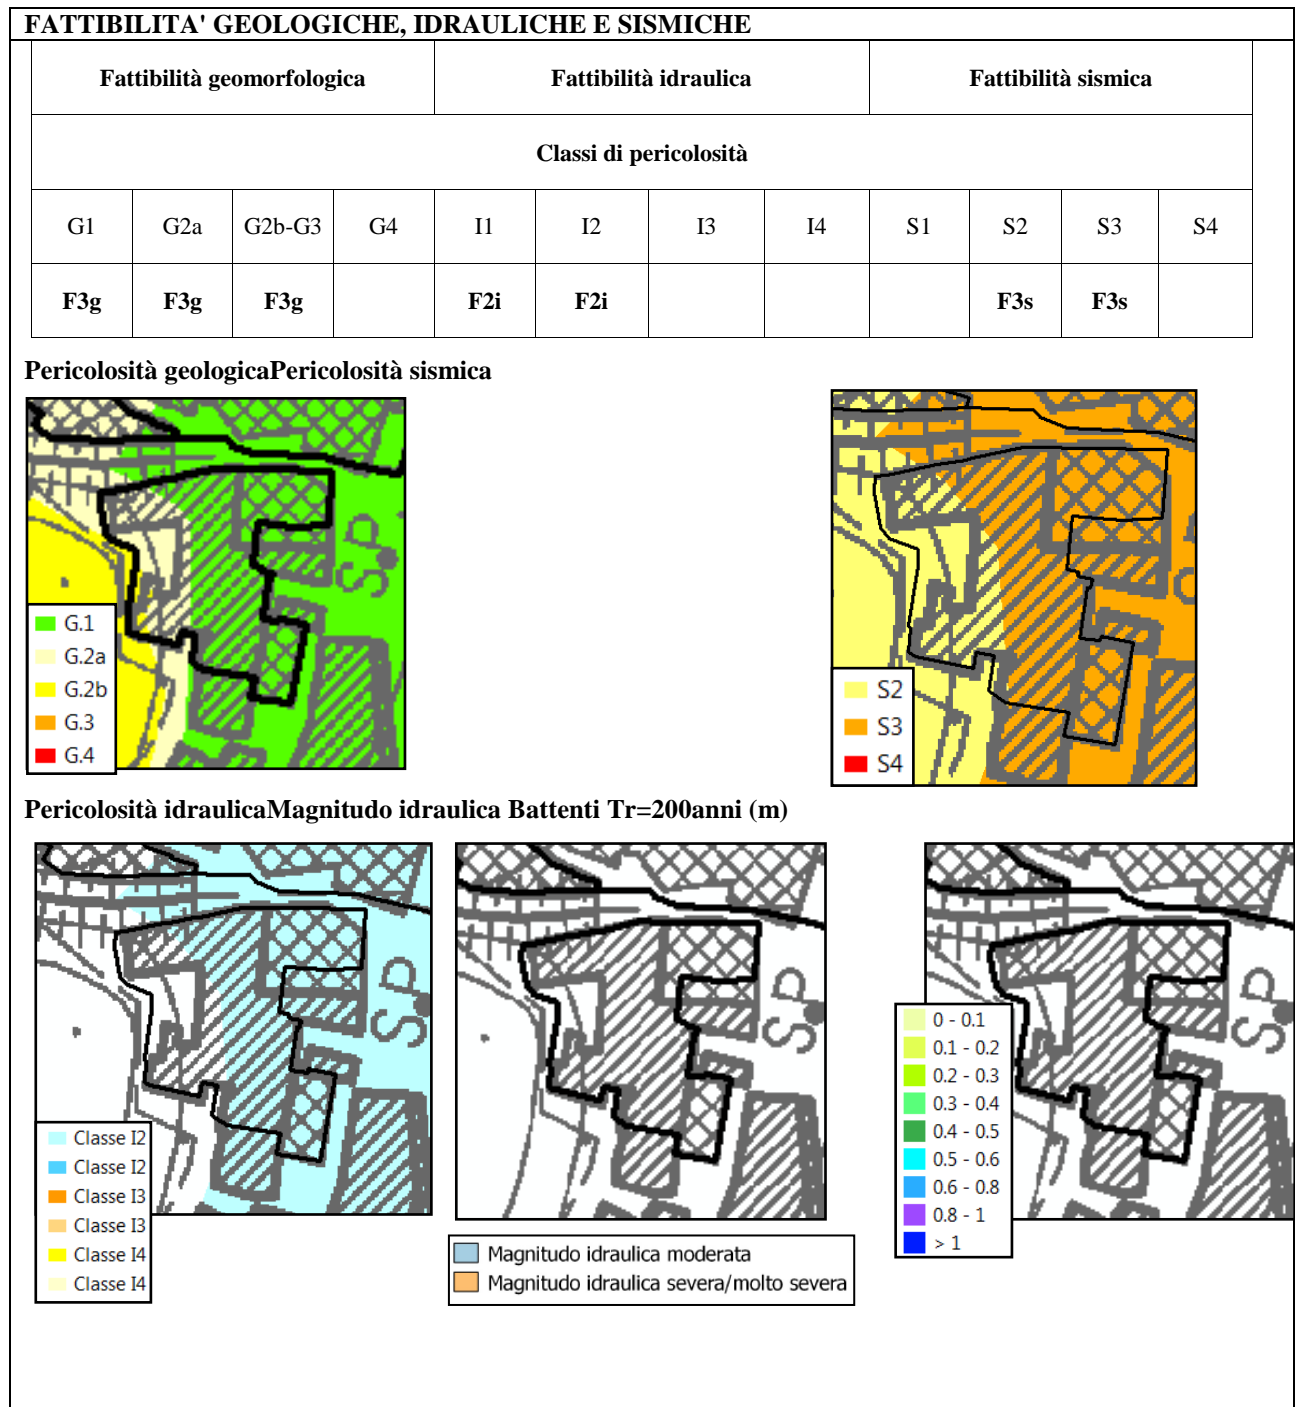 FATTIBILITA' GEOLOGICHE, IDRAULICHE E SISMICHE
Fattibilità geomorfologica Fattibilità idraulica Fattibilità sismica
Classi di pericolosità
G1 G2a G2b-G3 G4 I1 I2 I3 I4 S1 S2 S3 S4
F3g F3g F3g F2i F2i F3s F3s
Pericolosità geologicaPericolosità sismica
SP
G.1
G.2a
G.2b
G.3
G.4
S2
S3
S4
Pericolosità idraulicaMagnitudo idraulica Battenti Tr=200anni (m)
SP
Classe I2
Classe I2
Classe I3
Classe I3
Classe I4
Classe I4
SP
Magnitudo idraulica moderata
Magnitudo idraulica severa/molto severa
SP
0 - 0.1
0.1 - 0.2
0.2 - 0.3
0.3 - 0.4
0.4 - 0.5
0.5 - 0.6
0.6 - 0.8
0.8 - 1
> 1